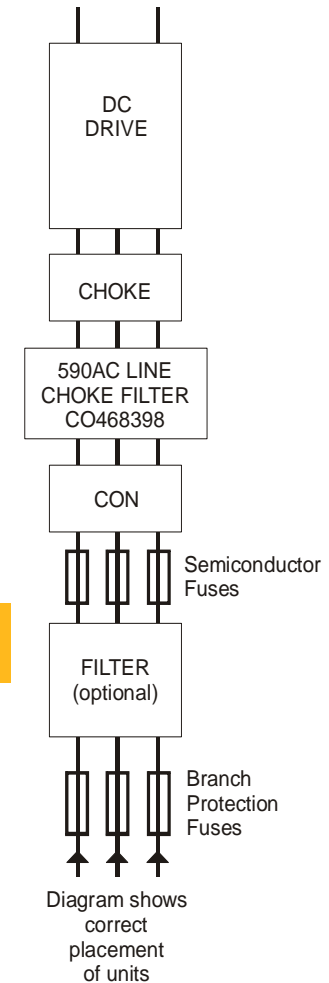 DC
DRIVE
CHOKE
590AC LINE
CHOKE FILTER
CO468398
CON
Semiconductor
Fuses
FILTER
(optional)
Branch
Protection
Fuses
Diagram shows
correct
placement
of units